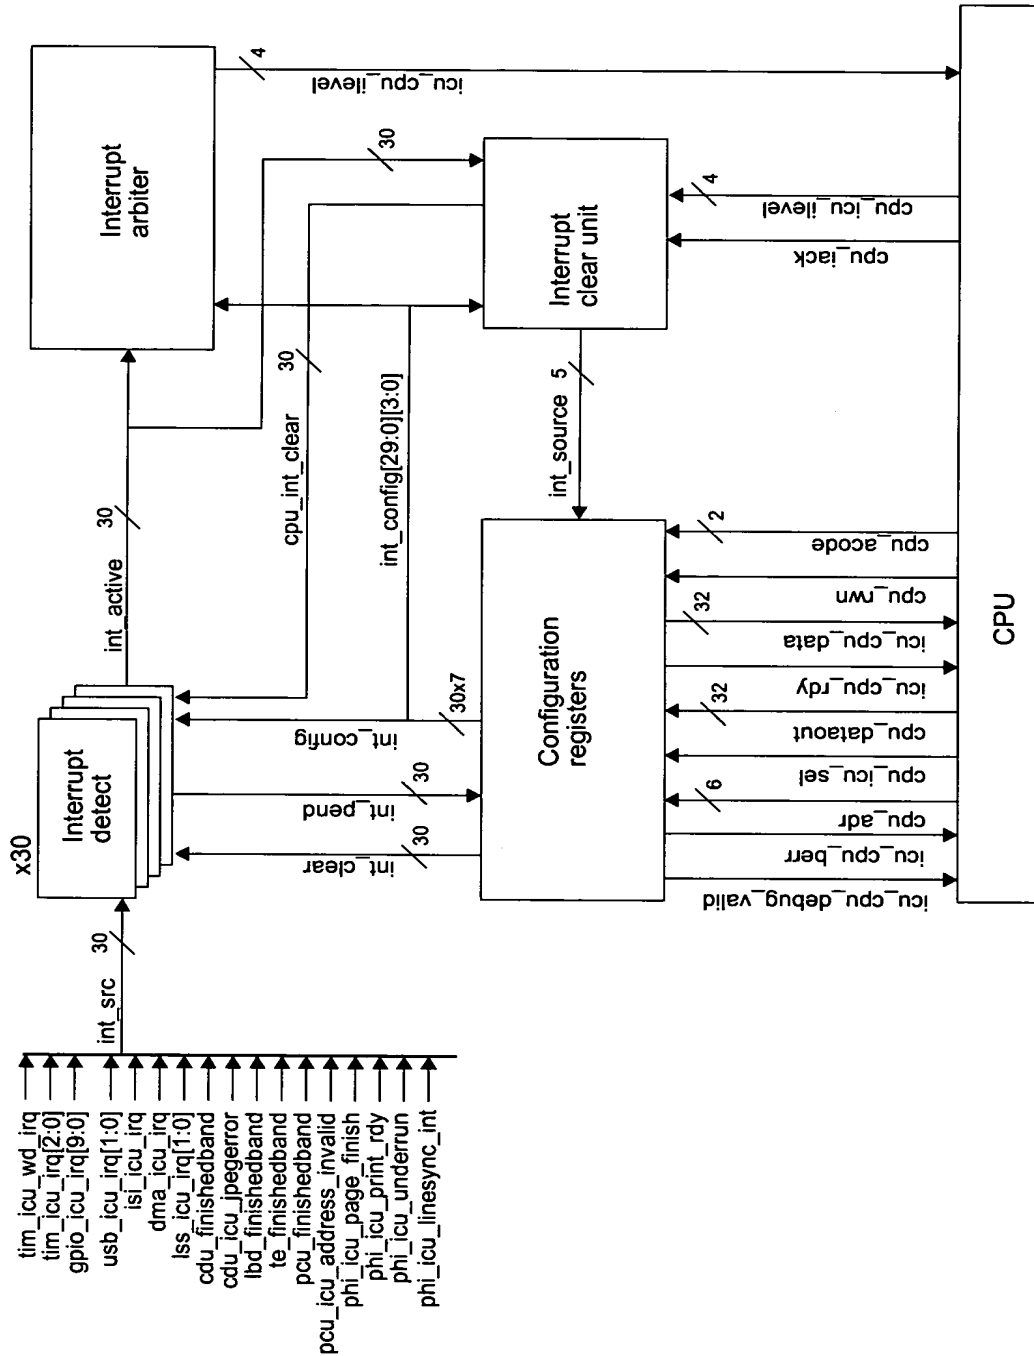 tim_icu_wd_irq
tim_icu_irq[2:0]
gpio_icu_irq[9:0]
usb_icu_irq[1:0]
isi_icu_irq
dma_icu_irq
lss_icu_irq[1:0]
cdu_finishedband
cdu_icu_jpegerror
lbd_finishedband
te_finishedband
pcu_finishedband
pcu_icu_address_invalid
phi_icu_page_finish
phi_icu_print_rdy
phi_icu_underrun
phi_icu_linesync_int
int_src
30
x30
Interrupt
detect
int_active
30
Interrupt
arbiter
4
icu_cpu_ilevel
30
cpu_int_clear
30
int_config[29:0][3:0]
int_config
30x7
int_pend
30
int_clear
30
Interrupt
clear unit
int_source
5
Configuration
registers
cpu_icu_ilevel
4
cpu_iack
cpu_acode
2
cpu_rwn
icu_cpu_data
32
icu_cpu_rdy
cpu_dataout
32
cpu_icu_sel
cpu_adr
6
icu_cpu_berr
icu_cpu_debug_valid
CPU